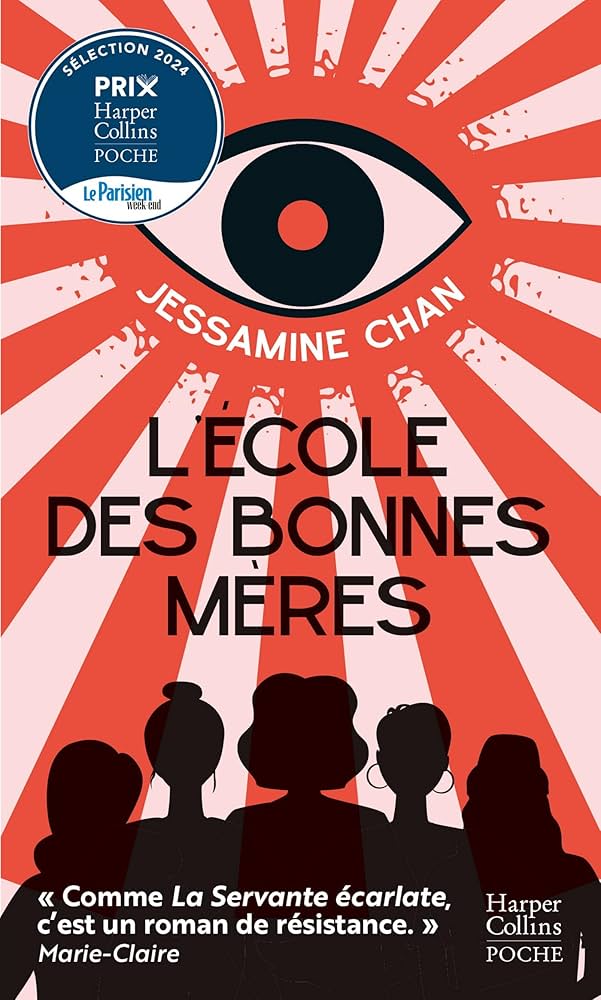 SÉLECTION 2024
PRIX
Harper
Collins
POCHE
Le Parisien
week-end
JESSAMINE CHAN
L'ÉCOLE
DES BONNES
MÈRES
« Comme La Servante écarlate,
c'est un roman de résistance. »
Marie-Claire
Harper
Collins
POCHE